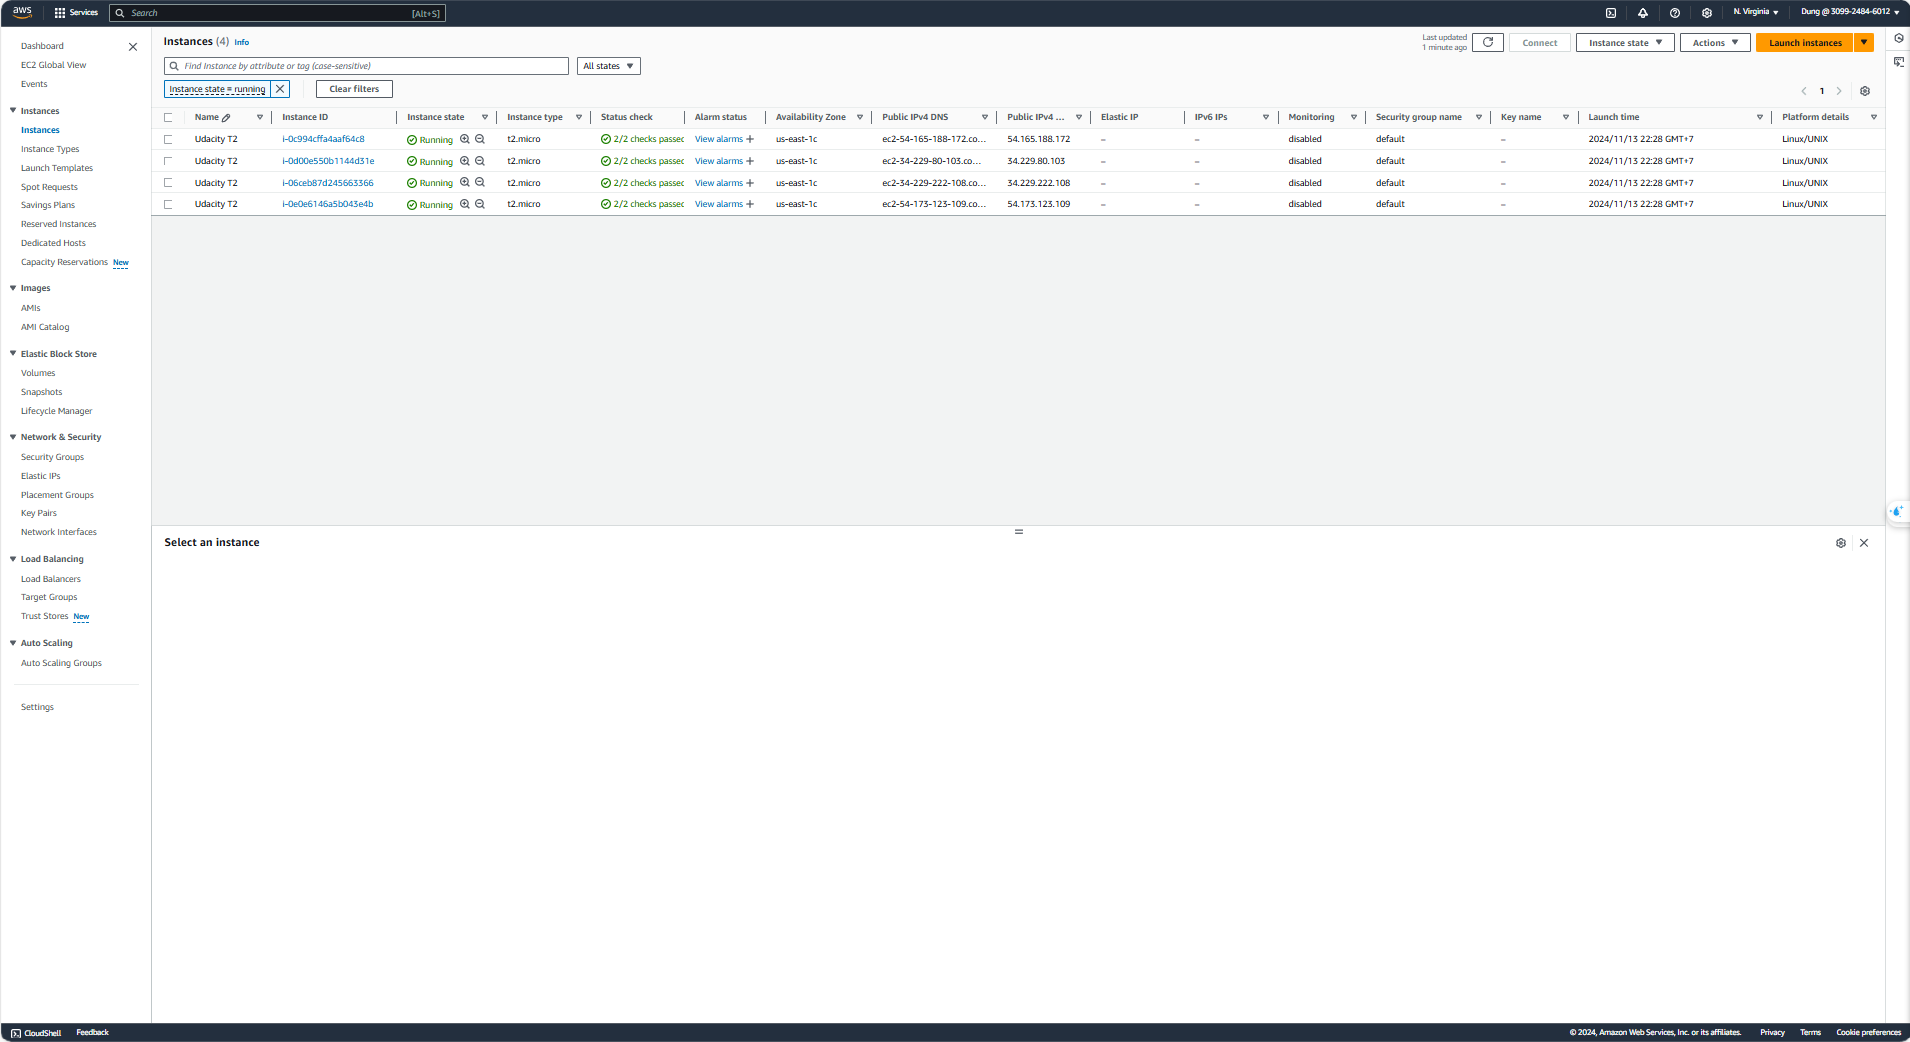 aws Services Search [Alt+S] N. Virginia Dung @ 3099-2484-6012
Dashboard
EC2 Global View
Events
Instances
Instances
Instance Types
Launch Templates
Spot Requests
Savings Plans
Reserved Instances
Dedicated Hosts
Capacity Reservations New
Images
AMIs
AMI Catalog
Elastic Block Store
Volumes
Snapshots
Lifecycle Manager
Network & Security
Security Groups
Elastic IPs
Placement Groups
Key Pairs
Network Interfaces
Load Balancing
Load Balancers
Target Groups
Trust Stores New
Auto Scaling
Auto Scaling Groups
Settings
Instances (4) Info
Last updated
1 minute ago
Connect Instance state Actions Launch instances
Find Instance by attribute or tag (case-sensitive) All states
Instance state = running Clear filters
1
Name Instance ID Instance state Instance type Status check Alarm status Availability Zone Public IPv4 DNS Public IPv4 ... Elastic IP IPv6 IPs Monitoring Security group name Key name Launch time Platform details
Udacity T2 i-0c994cffa4aaf64c8 Running t2.micro 2/2 checks passed View alarms + us-east-1c ec2-54-165-188-172.co... 54.165.188.172 – – disabled default – 2024/11/13 22:28 GMT+7 Linux/UNIX
Udacity T2 i-0d00e550b1144d31e Running t2.micro 2/2 checks passed View alarms + us-east-1c ec2-34-229-80-103.co... 34.229.80.103 – – disabled default – 2024/11/13 22:28 GMT+7 Linux/UNIX
Udacity T2 i-06ceb87d245663366 Running t2.micro 2/2 checks passed View alarms + us-east-1c ec2-34-229-222-108.co... 34.229.222.108 – – disabled default – 2024/11/13 22:28 GMT+7 Linux/UNIX
Udacity T2 i-0e0e6146a5b043e4b Running t2.micro 2/2 checks passed View alarms + us-east-1c ec2-54-173-123-109.co... 54.173.123.109 – – disabled default – 2024/11/13 22:28 GMT+7 Linux/UNIX
Select an instance
CloudShell Feedback © 2024, Amazon Web Services, Inc. or its affiliates. Privacy Terms Cookie preferences